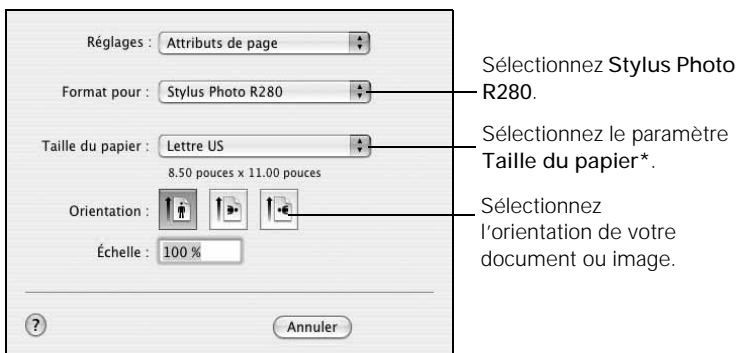 Réglages : Attributs de page
Format pour : Stylus Photo R280
Taille du papier : Lettre US
8.50 pouces x 11.00 pouces
Orientation :
Échelle : 100 %
? Annuler
Sélectionnez Stylus Photo
R280.
Sélectionnez le paramètre
Taille du papier*.
Sélectionnez
l'orientation de votre
document ou image.